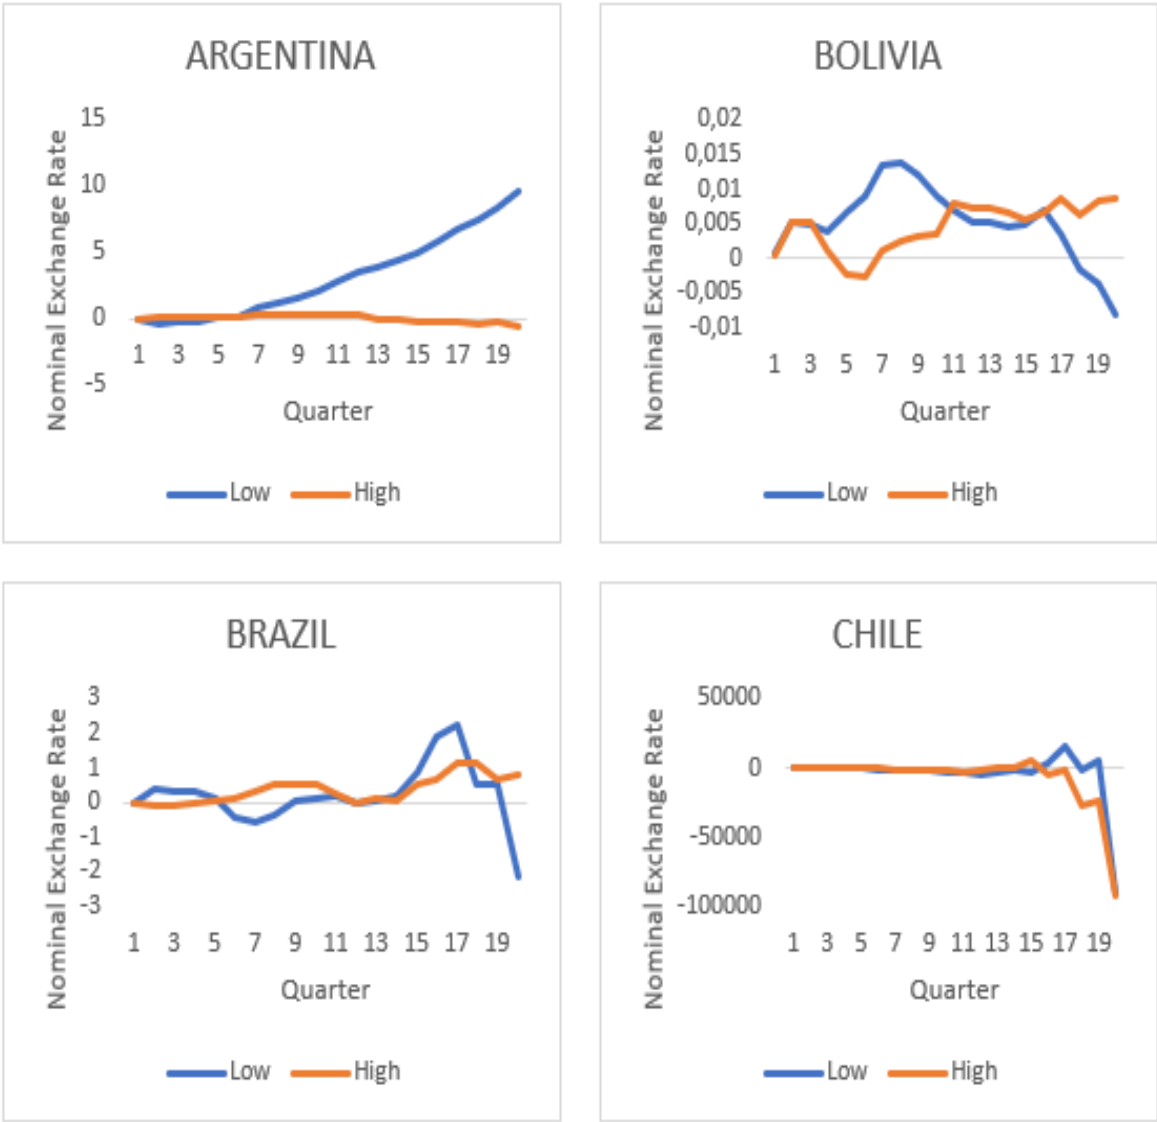 ARGENTINA
Nominal Exchange Rate
15
10
5
0
-5
1 3 5 7 9 11 13 15 17 19
Quarter
Low High
BOLIVIA
Nominal Exchange Rate
0,02
0,015
0,01
0,005
0
-0,005
-0,01
1 3 5 7 9 11 13 15 17 19
Quarter
Low High
BRAZIL
Nominal Exchange Rate
3
2
1
0
-1
-2
-3
1 3 5 7 9 11 13 15 17 19
Quarter
Low High
CHILE
Nominal Exchange Rate
50000
0
-50000
-100000
1 3 5 7 9 11 13 15 17 19
Quarter
Low High